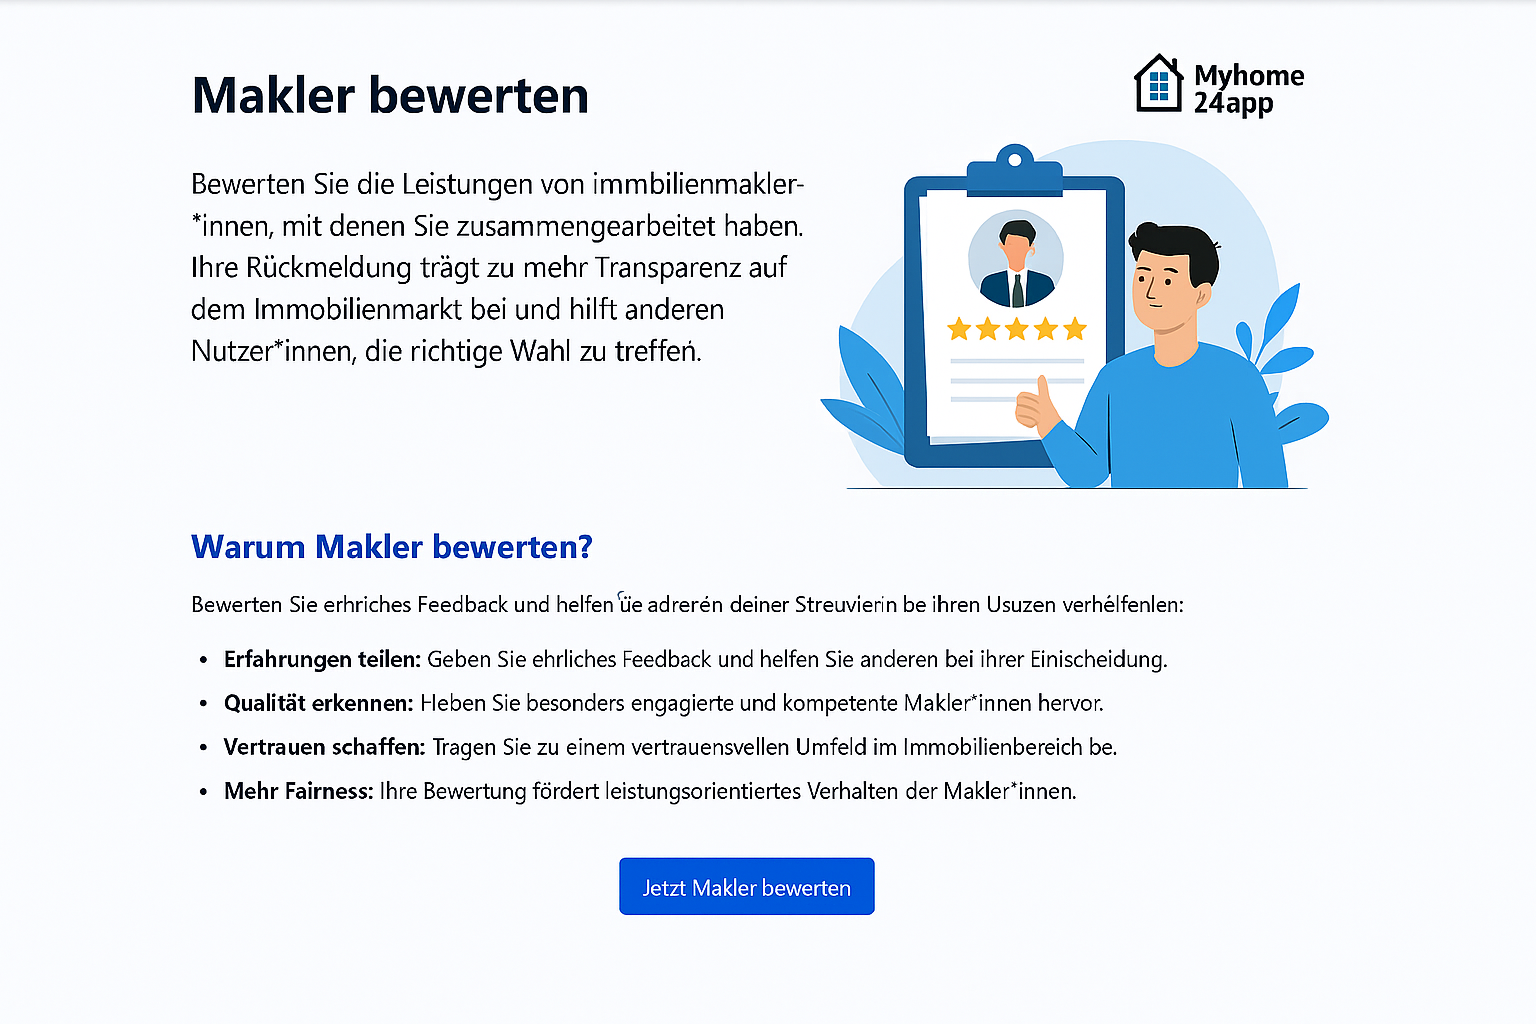 Makler bewerten
Myhome
24app
Bewerten Sie die Leistungen von immbilienmakler-
*innen, mit denen Sie zusammengearbeitet haben.
Ihre Rückmeldung trägt zu mehr Transparenz auf
dem Immobilienmarkt bei und hilft anderen
Nutzer*innen, die richtige Wahl zu treffen.
Warum Makler bewerten?
Bewerten Sie erhriches Feedback und helfen üe adrerén deiner Streuvierin be ihren Usuzen verhélfenlen:
• Erfahrungen teilen: Geben Sie ehrliches Feedback und helfen Sie anderen bei ihrer Einischeidung.
• Qualität erkennen: Heben Sie besonders engagierte und kompetente Makler*innen hervor.
• Vertrauen schaffen: Tragen Sie zu einem vertrauensvellen Umfeld im Immobilienbereich be.
• Mehr Fairness: Ihre Bewertung fördert leistungsorientiertes Verhalten der Makler*innen.
Jetzt Makler bewerten